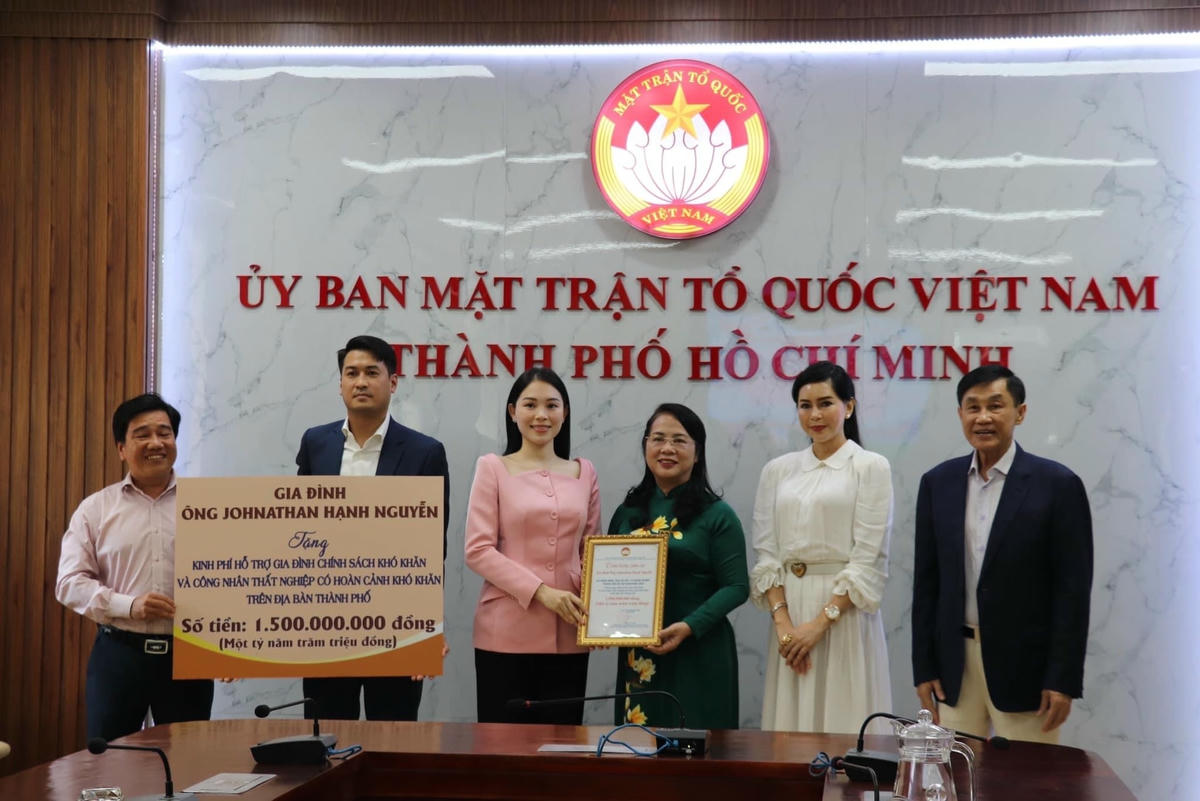 MẶT TRẬN TỔ QUỐC
VIỆT NAM
ỦY BAN MẶT TRẬN TỔ QUỐC VIỆT NAM
THÀNH PHỐ HỒ CHÍ MINH
GIA ĐÌNH
ÔNG JOHNATHAN HẠNH NGUYỄN
Tặng
KINH PHÍ HỖ TRỢ GIA ĐÌNH CHÍNH SÁCH KHÓ KHĂN
VÀ CÔNG NHÂN THẤT NGHIỆP CÓ HOÀN CẢNH KHÓ KHĂN
TRÊN ĐỊA BÀN THÀNH PHỐ
Số tiền: 1.500.000.000 đồng
(Một tỷ năm trăm triệu đồng)